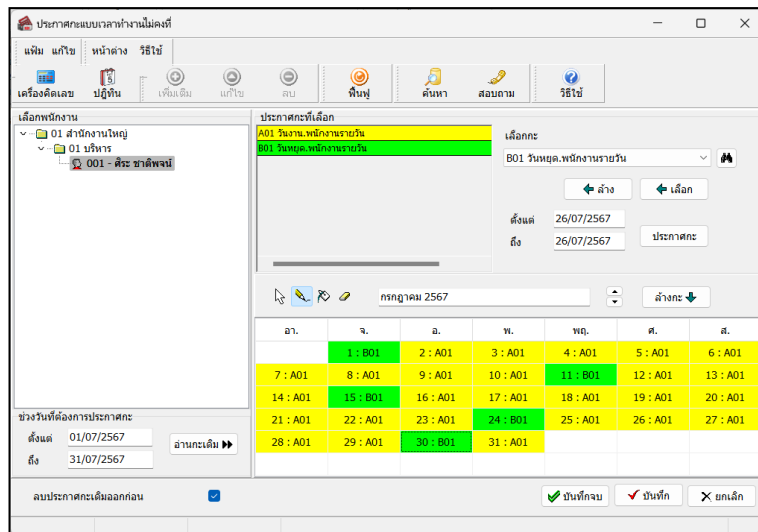 ประกาศกะแบบเวลาทำงานไม่คงที่
แฟ้ม แก้ไข หน้าต่าง วิธีใช้
เครื่องคิดเลข ปฏิทิน เพิ่มเติม แก้ไข ลบ ฟื้นฟู ค้นหา สอบถาม วิธีใช้
เลือกพนักงาน
01 สำนักงานใหญ่
01 บริหาร
001 - ศิระ ชาติพจน์
ประกาศกะที่เลือก
A01 วันงาน.พนักงานรายวัน
B01 วันหยุด.พนักงานรายวัน
เลือกกะ
B01 วันหยุด.พนักงานรายวัน
ล้าง เลือก
ตั้งแต่ 26/07/2567
ถึง 26/07/2567 ประกาศกะ
กรกฎาคม 2567 ล้างกะ
อา. จ. อ. พ. พฤ. ศ. ส.
1 : B01 2 : A01 3 : A01 4 : A01 5 : A01 6 : A01
7 : A01 8 : A01 9 : A01 10 : A01 11 : B01 12 : A01 13 : A01
14 : A01 15 : B01 16 : A01 17 : A01 18 : A01 19 : A01 20 : A01
21 : A01 22 : A01 23 : A01 24 : B01 25 : A01 26 : A01 27 : A01
28 : A01 29 : A01 30 : B01 31 : A01
ช่วงวันที่ต้องการประกาศกะ
ตั้งแต่ 01/07/2567
ถึง 31/07/2567 อ่านกะเดิม
ลบประกาศกะเดิมออกก่อน บันทึกจบ บันทึก ยกเลิก